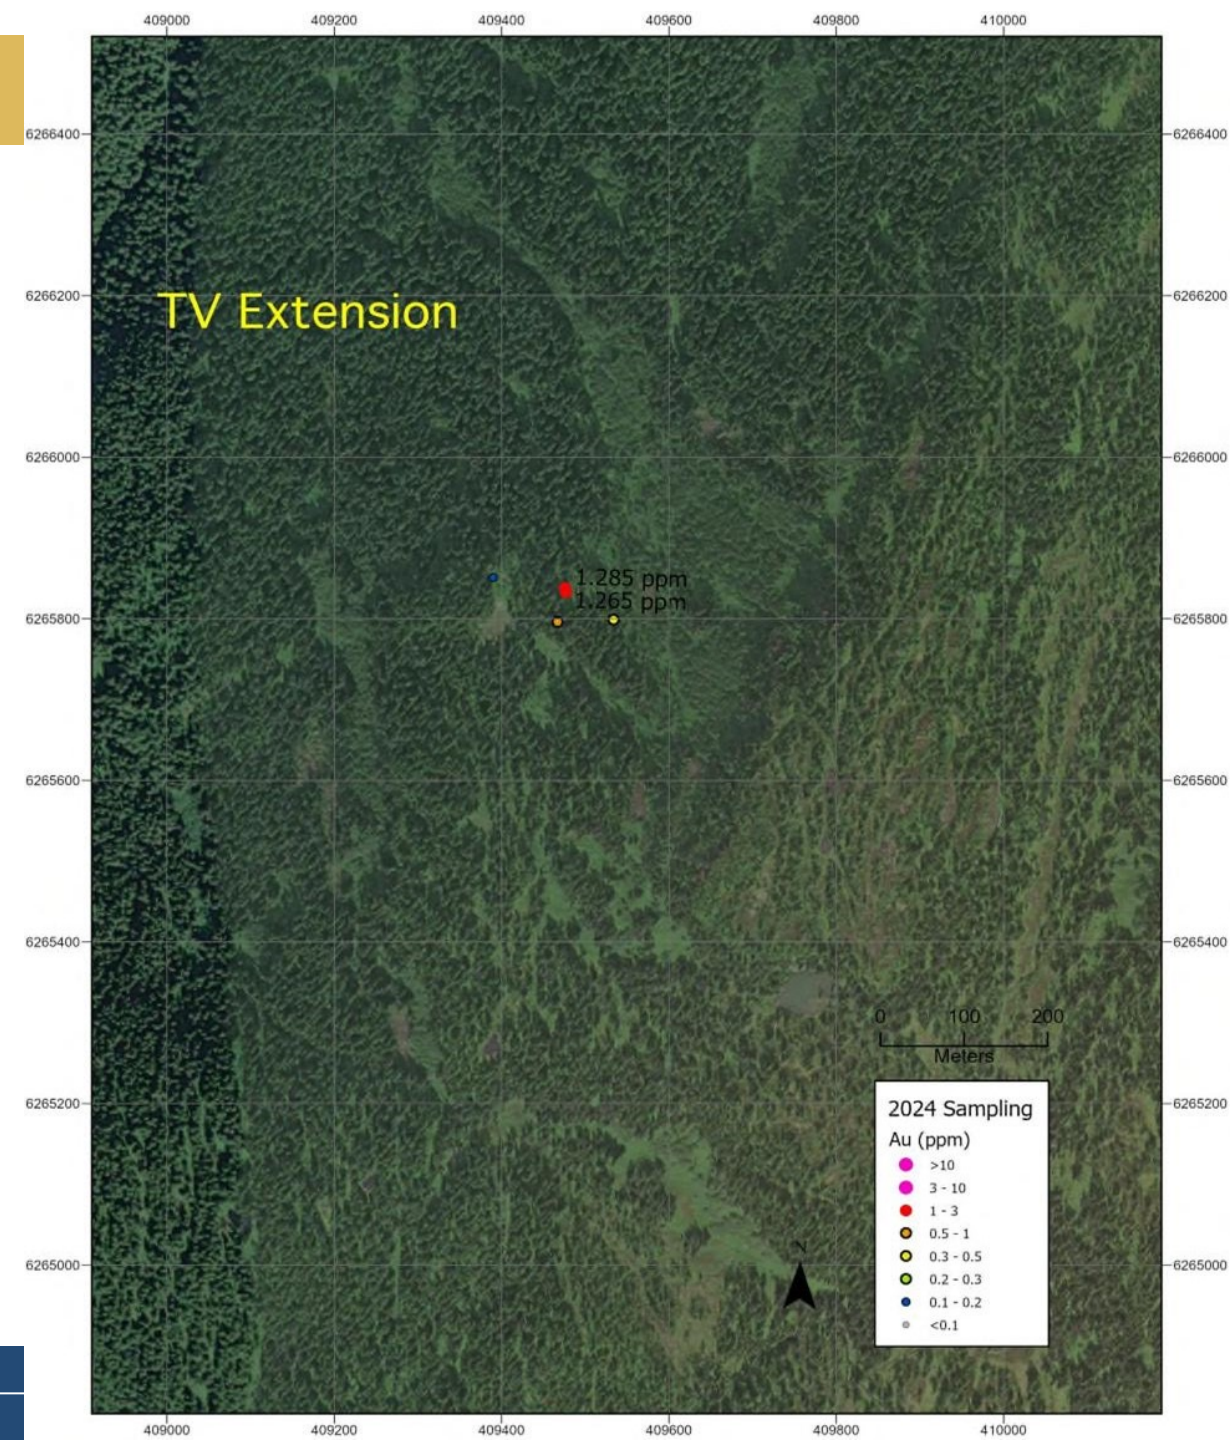 409000 409200 409400 409600 409800 410000
6266400 6266400
6266200 6266200
TV Extension
6266000 6266000
1.285 ppm
1.265 ppm
6265800 6265800
6265600 6265600
6265400 6265400
0 100 200
Meters
6265200 6265200
2024 Sampling
Au (ppm)
>10
3 - 10
1 - 3
0.5 - 1
0.3 - 0.5
0.2 - 0.3
0.1 - 0.2
<0.1
N
6265000 6265000
409000 409200 409400 409600 409800 410000